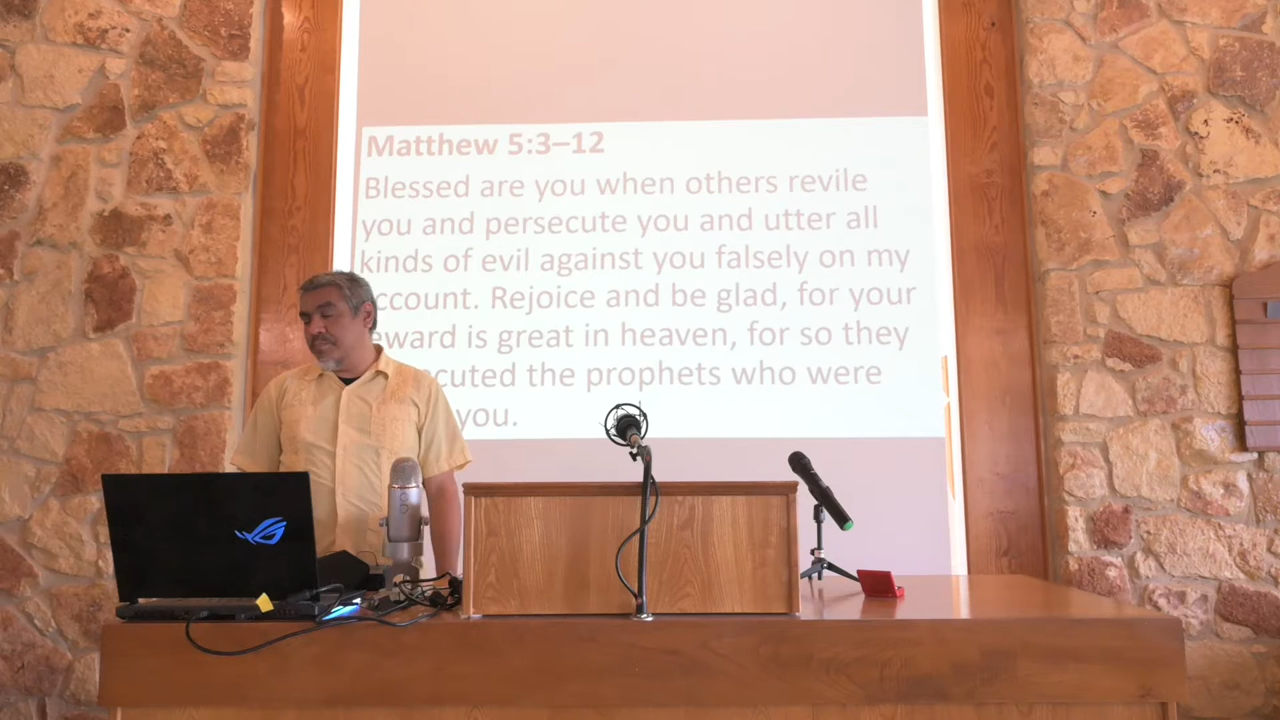 Matthew 5:3–12
Blessed are you when others revile
you and persecute you and utter all
kinds of evil against you falsely on my
ccount. Rejoice and be glad, for your
eward is great in heaven, for so they
cuted the prophets who were
you.